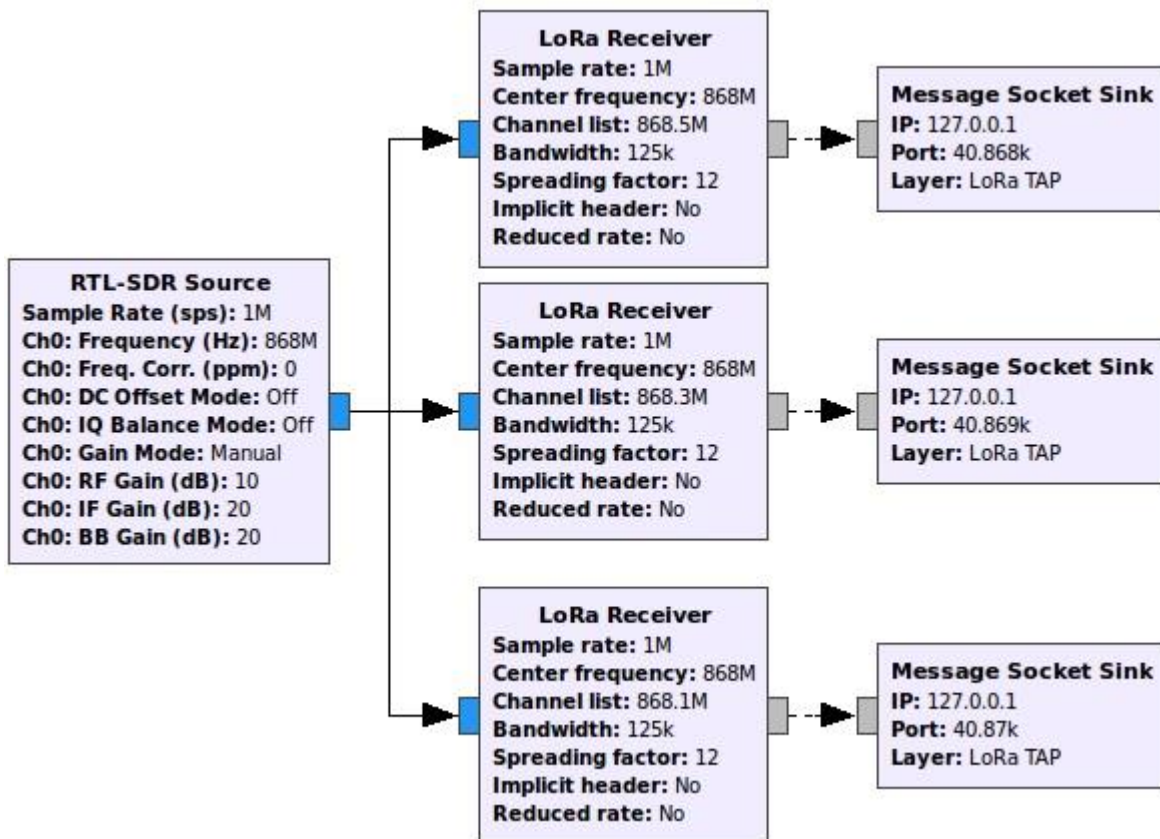 RTL-SDR Source
Sample Rate (sps): 1M
Ch0: Frequency (Hz): 868M
Ch0: Freq. Corr. (ppm): 0
Ch0: DC Offset Mode: Off
Ch0: IQ Balance Mode: Off
Ch0: Gain Mode: Manual
Ch0: RF Gain (dB): 10
Ch0: IF Gain (dB): 20
Ch0: BB Gain (dB): 20
LoRa Receiver
Sample rate: 1M
Center frequency: 868M
Channel list: 868.5M
Bandwidth: 125k
Spreading factor: 12
Implicit header: No
Reduced rate: No
Message Socket Sink
IP: 127.0.0.1
Port: 40.868k
Layer: LoRa TAP
LoRa Receiver
Sample rate: 1M
Center frequency: 868M
Channel list: 868.3M
Bandwidth: 125k
Spreading factor: 12
Implicit header: No
Reduced rate: No
Message Socket Sink
IP: 127.0.0.1
Port: 40.869k
Layer: LoRa TAP
LoRa Receiver
Sample rate: 1M
Center frequency: 868M
Channel list: 868.1M
Bandwidth: 125k
Spreading factor: 12
Implicit header: No
Reduced rate: No
Message Socket Sink
IP: 127.0.0.1
Port: 40.87k
Layer: LoRa TAP